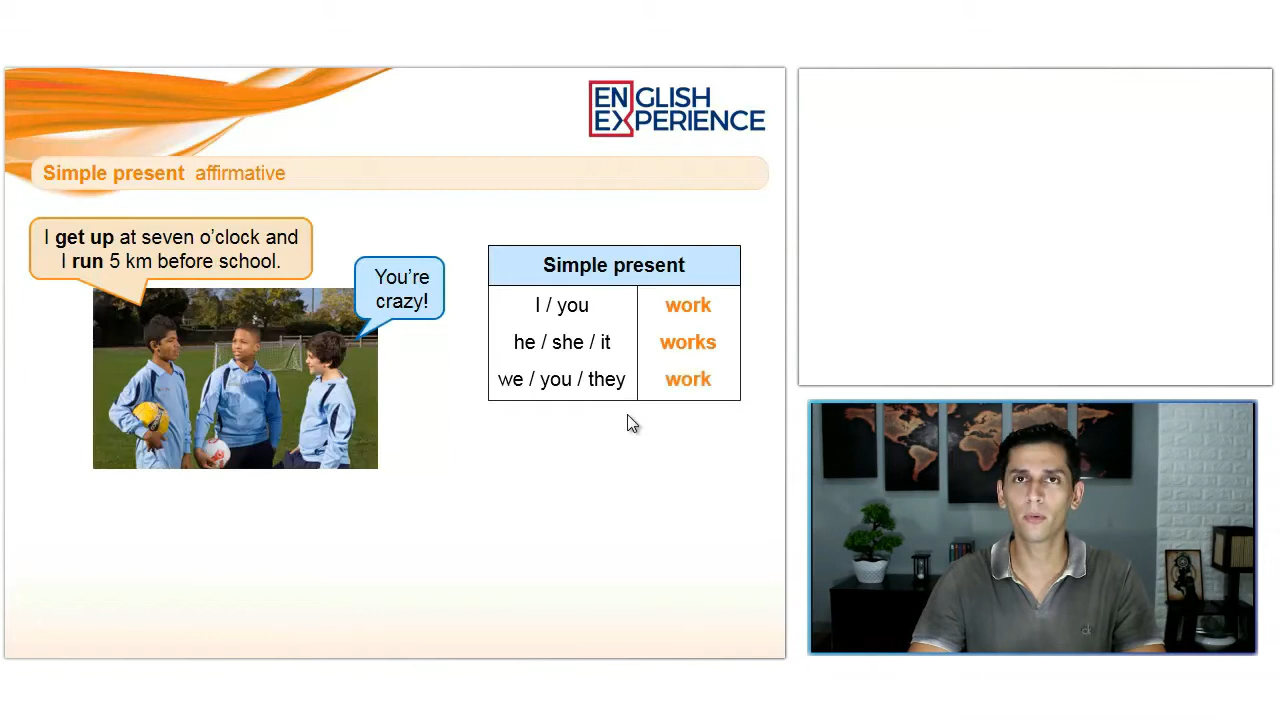 ENGLISH
EXPERIENCE
Simple present affirmative
I get up at seven o’clock and
I run 5 km before school.
You’re
crazy!
Simple present
I / you work
he / she / it works
we / you / they work